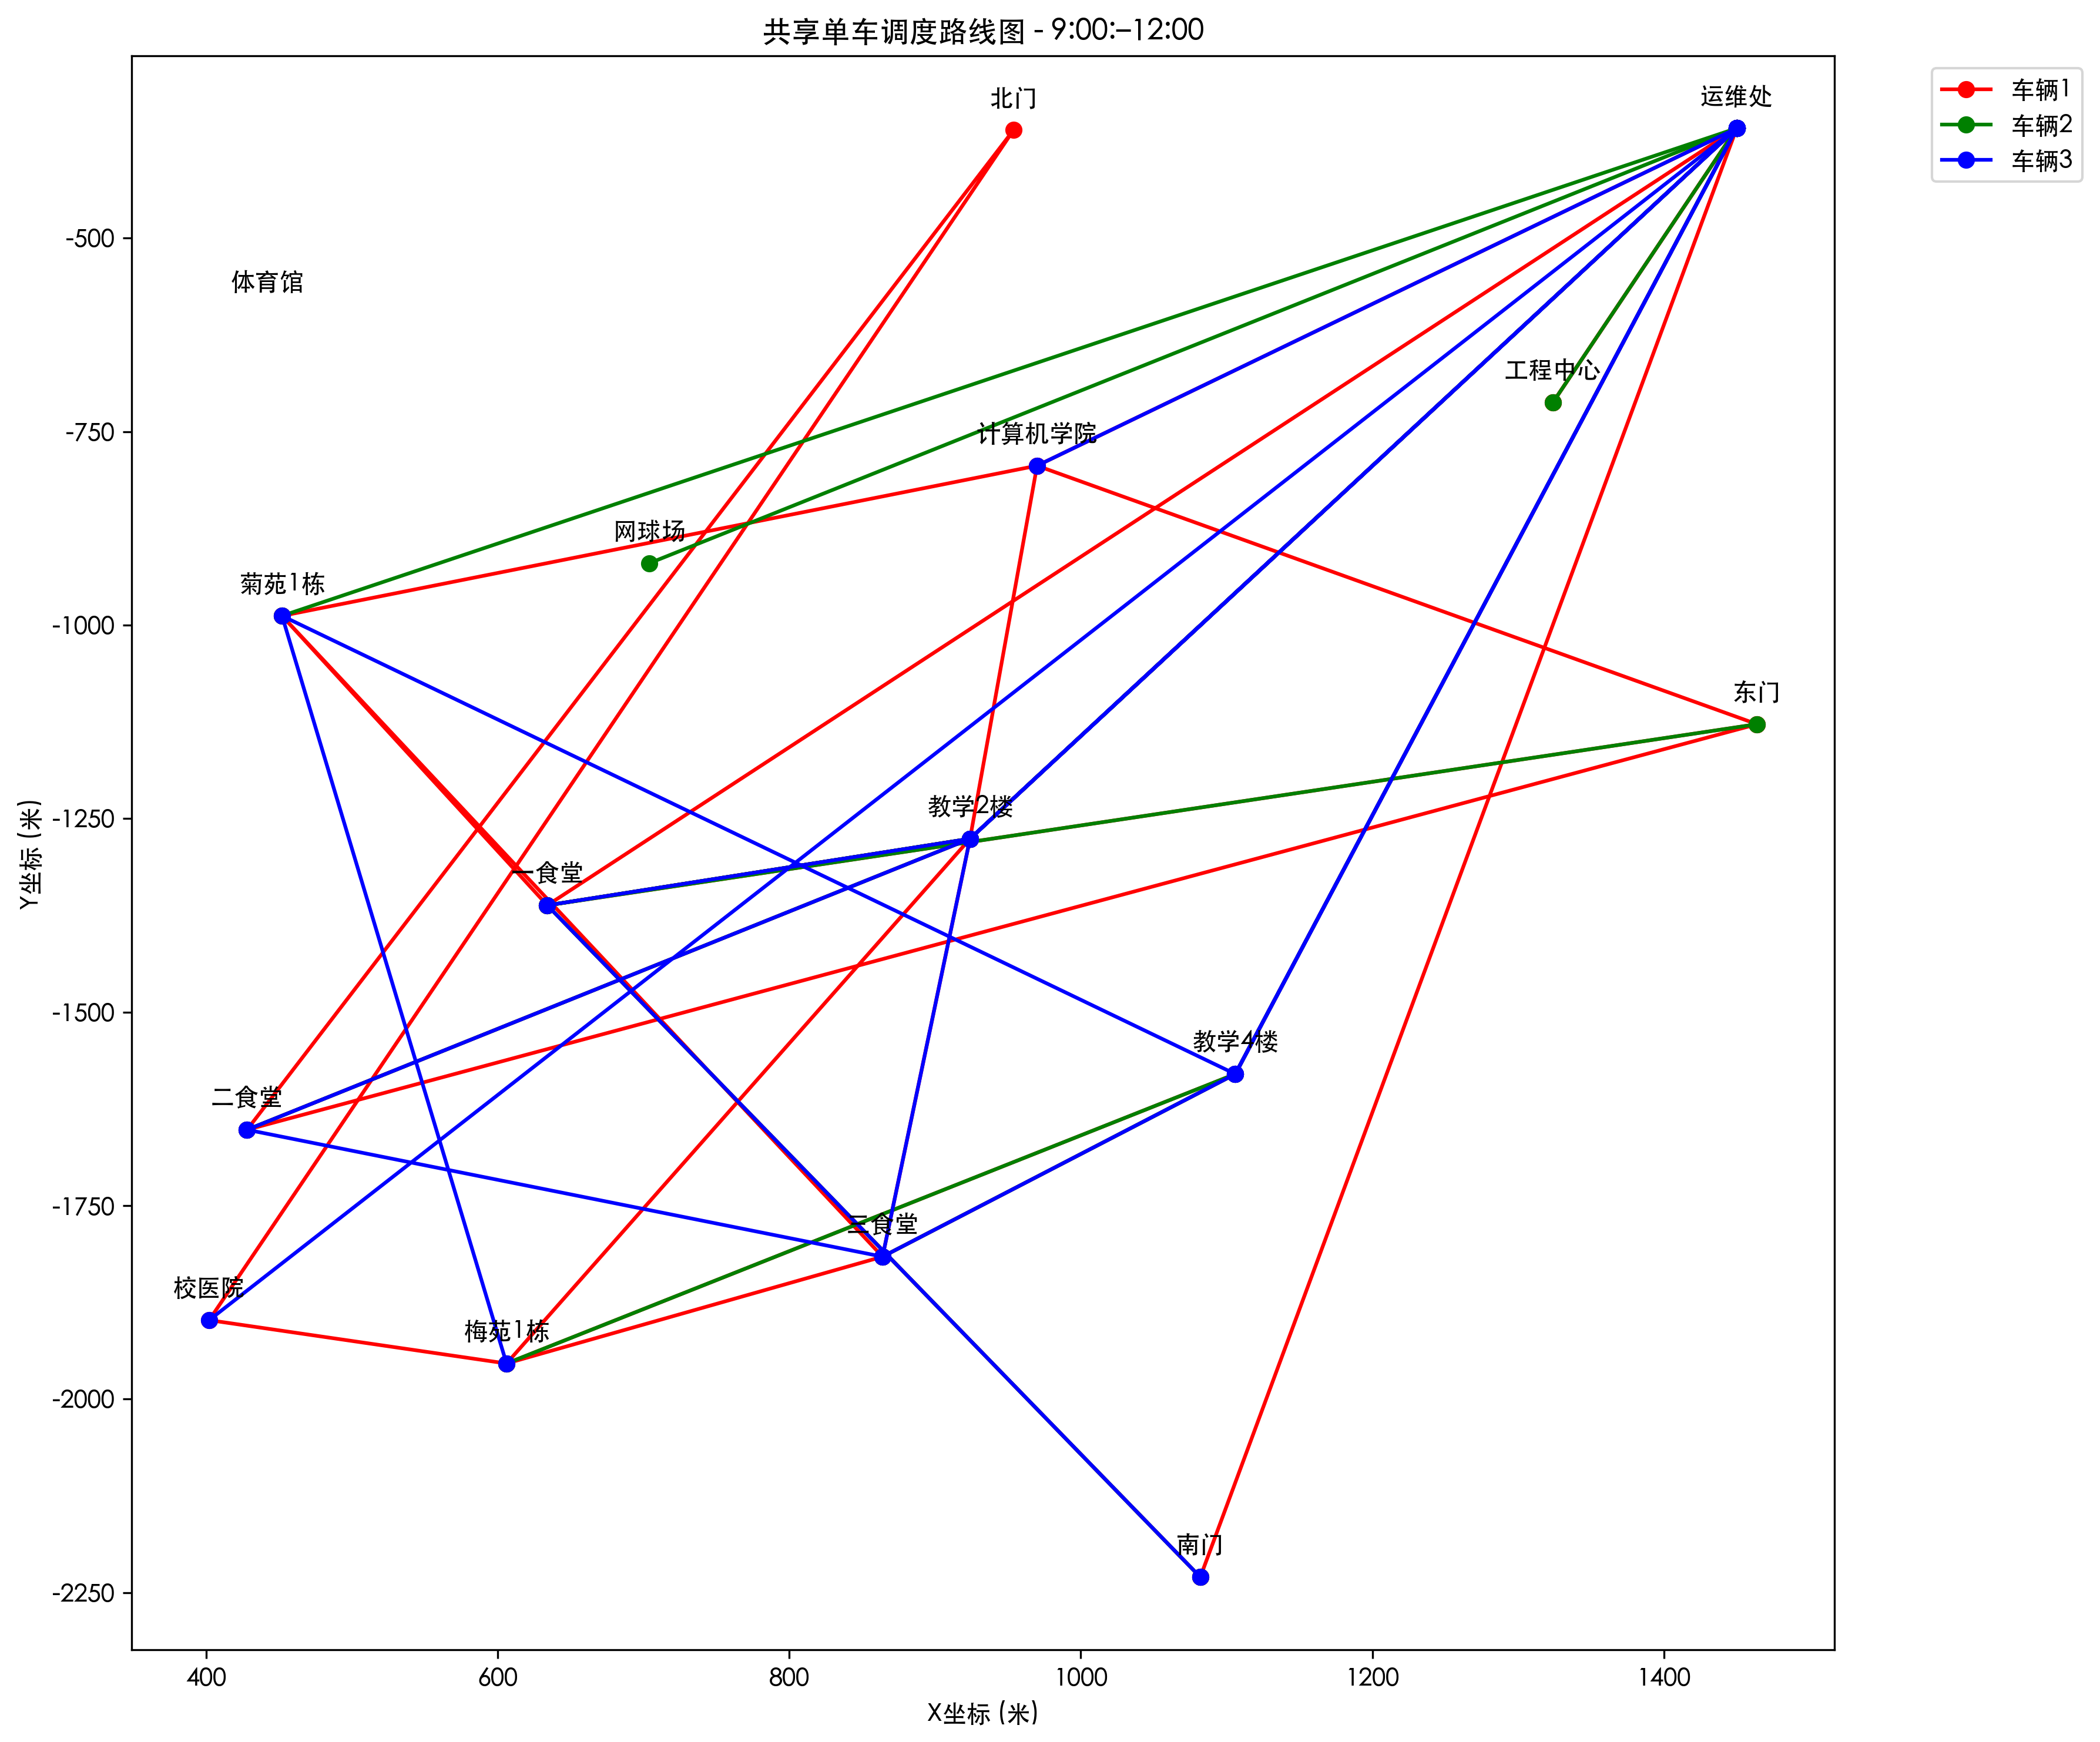 共享单车调度路线图 - 9:00:–12:00
车辆1
车辆2
车辆3
北门
运维处
体育馆
工程中心
计算机学院
网球场
菊苑1栋
东门
教学2楼
一食堂
教学4楼
二食堂
三食堂
校医院
梅苑1栋
南门
Y坐标 (米)
-500
-750
-1000
-1250
-1500
-1750
-2000
-2250
400
600
800
1000
1200
1400
X坐标 (米)